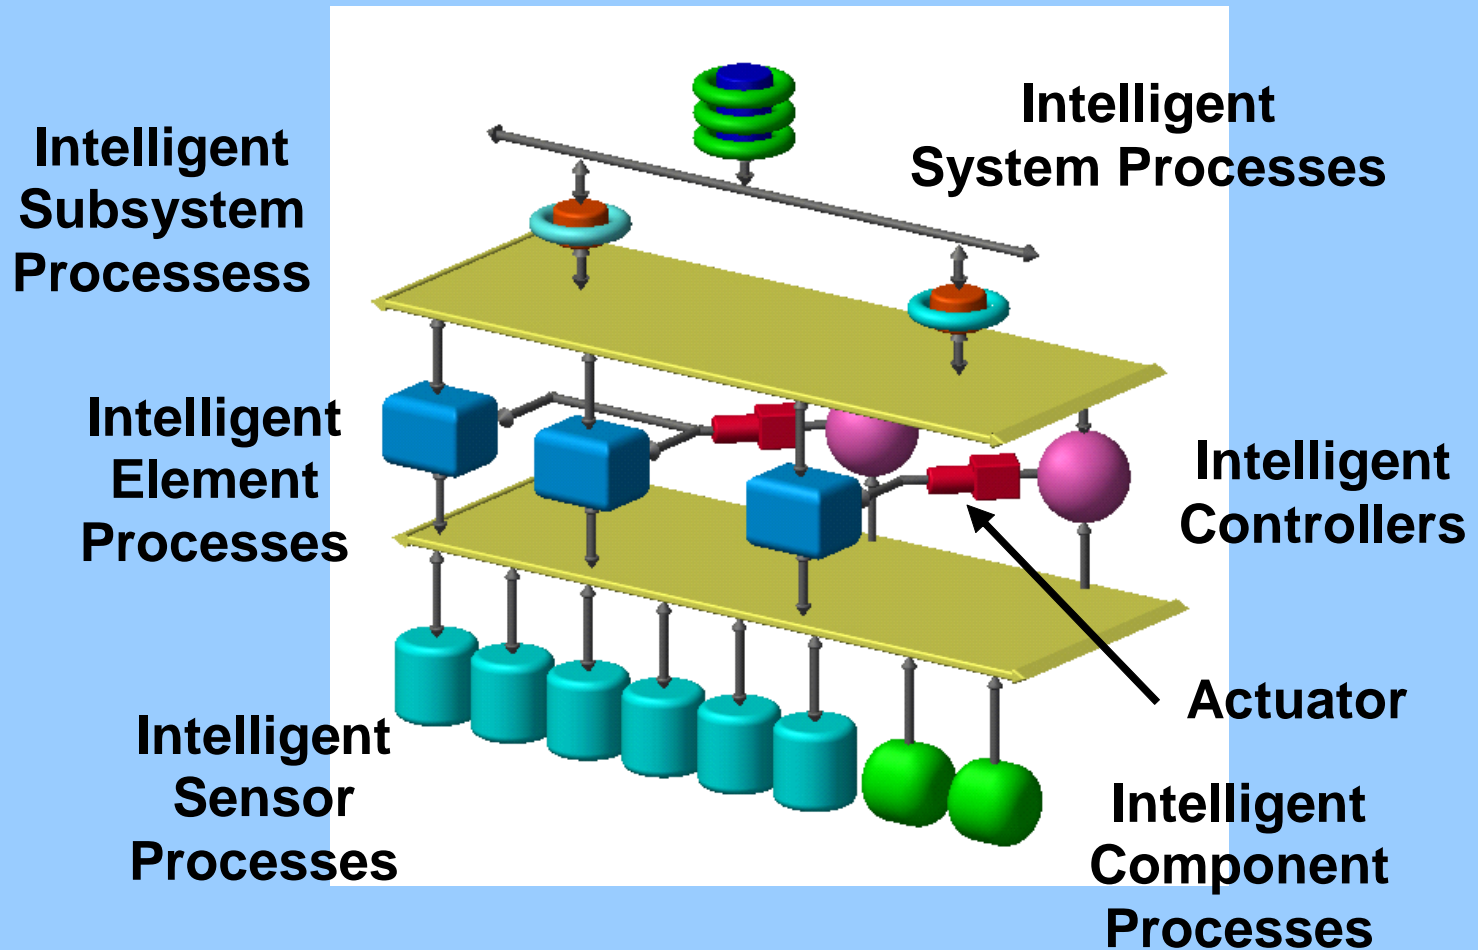 Intelligent
System Processes
Intelligent
Subsystem
Processess
Intelligent
Element
Processes
Intelligent
Controllers
Actuator
Intelligent
Sensor
Processes
Intelligent
Component
Processes